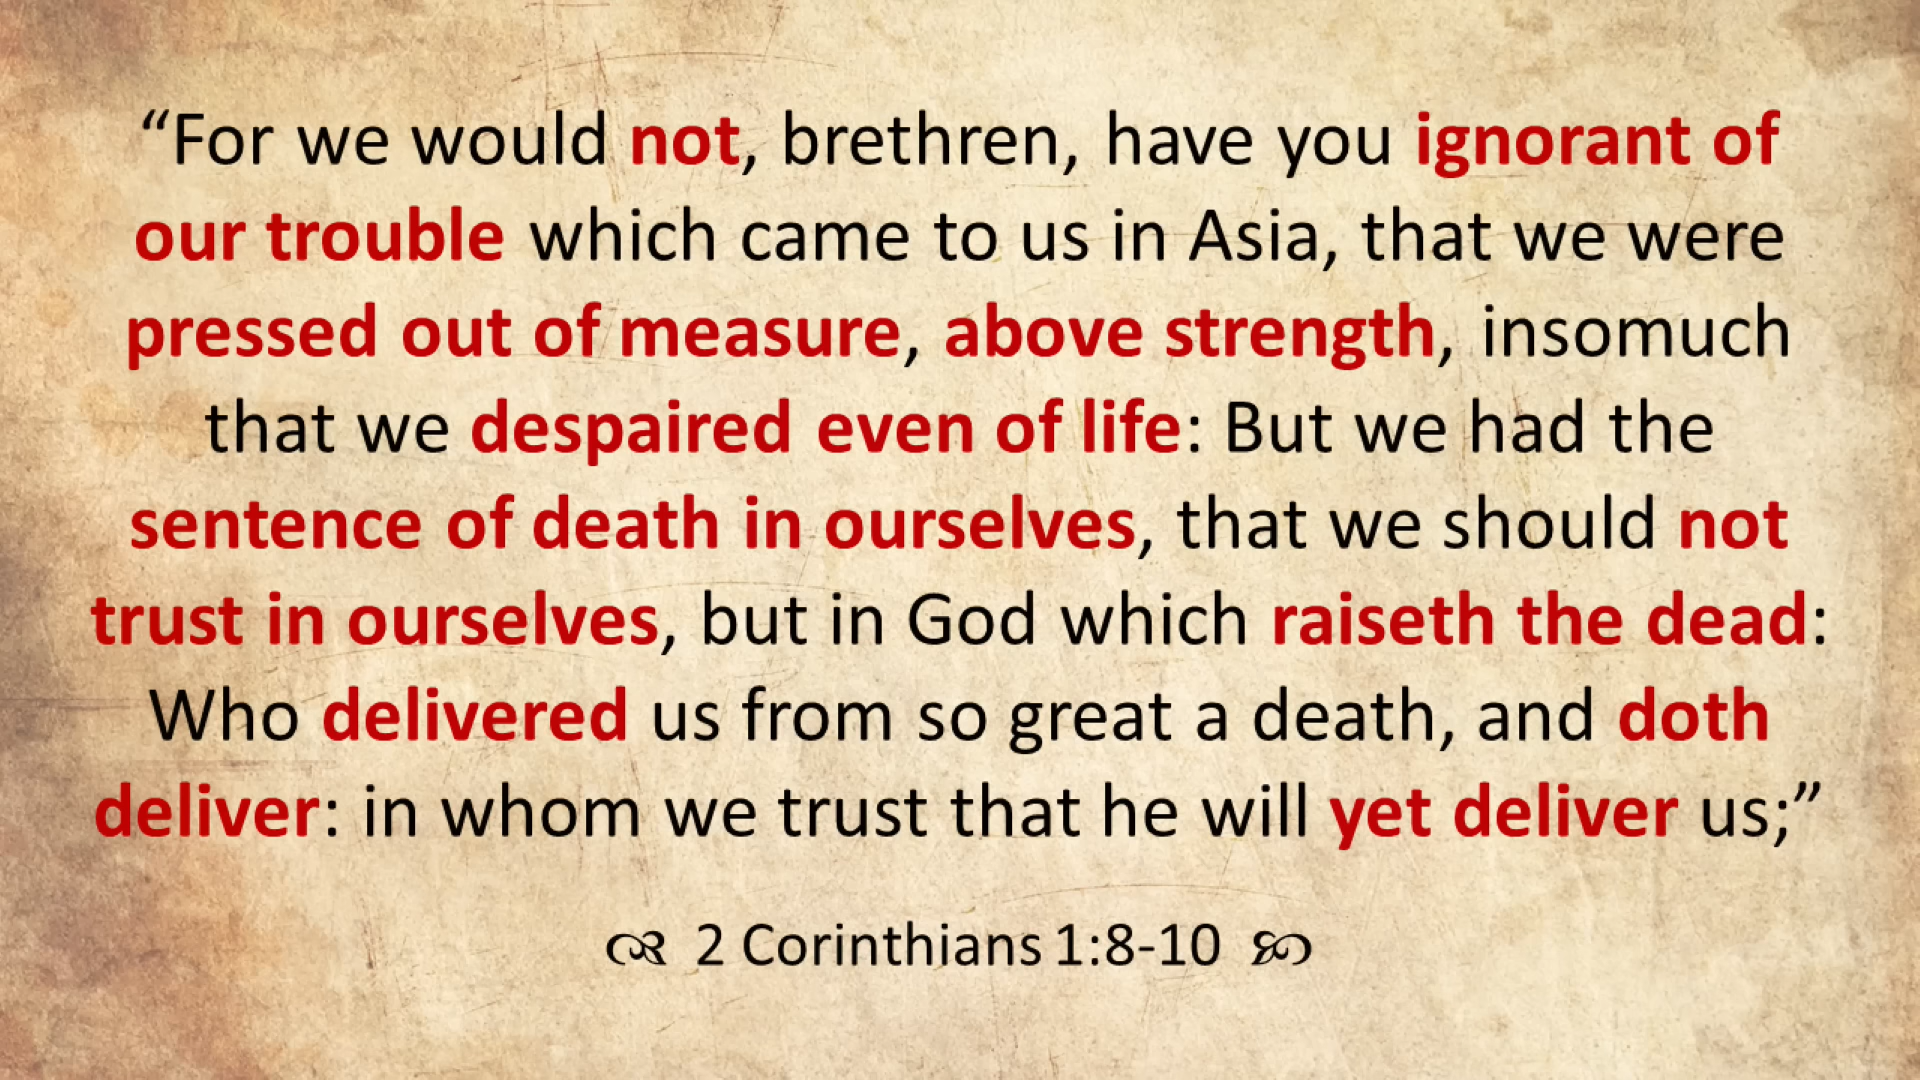 “For we would not, brethren, have you ignorant of
our trouble which came to us in Asia, that we were
pressed out of measure, above strength, insomuch
that we despaired even of life: But we had the
sentence of death in ourselves, that we should not
trust in ourselves, but in God which raiseth the dead:
Who delivered us from so great a death, and doth
deliver: in whom we trust that he will yet deliver us;”
2 Corinthians 1:8-10